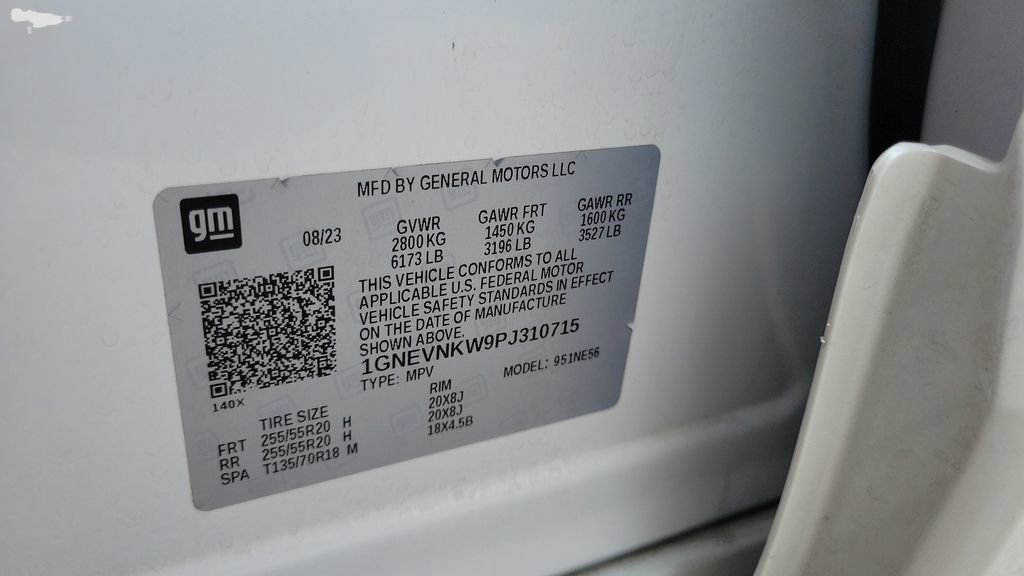 MFD BY GENERAL MOTORS LLC
gm
08/23
GVWR GAWR FRT GAWR RR
2800 KG 1450 KG 1600 KG
6173 LB 3196 LB 3527 LB
THIS VEHICLE CONFORMS TO ALL
APPLICABLE U.S. FEDERAL MOTOR
VEHICLE SAFETY STANDARDS IN EFFECT
ON THE DATE OF MANUFACTURE
SHOWN ABOVE.
1GNEVNKW9PJ310715
TYPE: MPV MODEL: 951NE56
140X
TIRE SIZE RIM
FRT 255/55R20 H 20X8J
RR 255/55R20 H 20X8J
SPA T135/70R18 M 18X4.5B